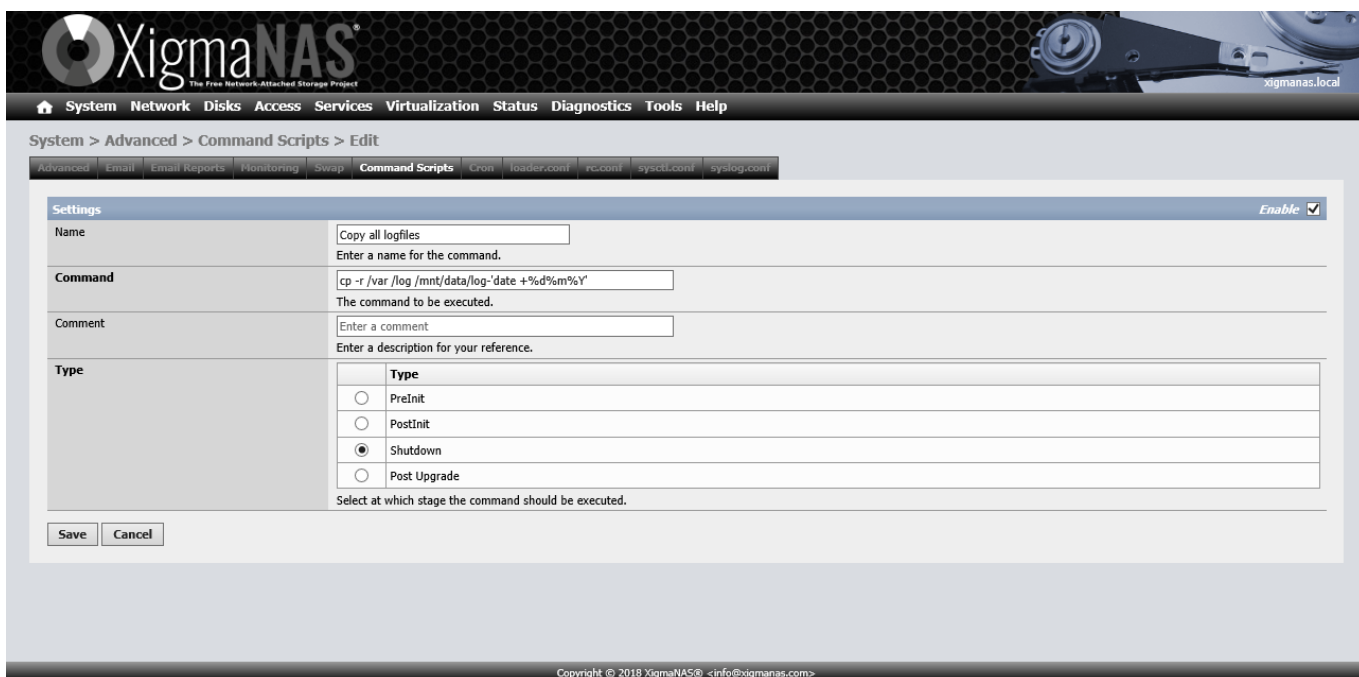 XigmaNAS®
The Free Network-Attached Storage Project
xigmanas.local
System Network Disks Access Services Virtualization Status Diagnostics Tools Help
System > Advanced > Command Scripts > Edit
Advanced Email Email Reports Monitoring Swap Command Scripts Cron loader.conf rc.conf sysctl.conf syslog.conf
Settings Enable
Name
Copy all logfiles
Enter a name for the command.
Command
cp -r /var /log /mnt/data/log-'date +%d%m%Y'
The command to be executed.
Comment
Enter a comment
Enter a description for your reference.
Type
Type
PreInit
PostInit
Shutdown
Post Upgrade
Select at which stage the command should be executed.
Save Cancel
Copyright © 2018 XigmaNAS® <info@xigmanas.com>